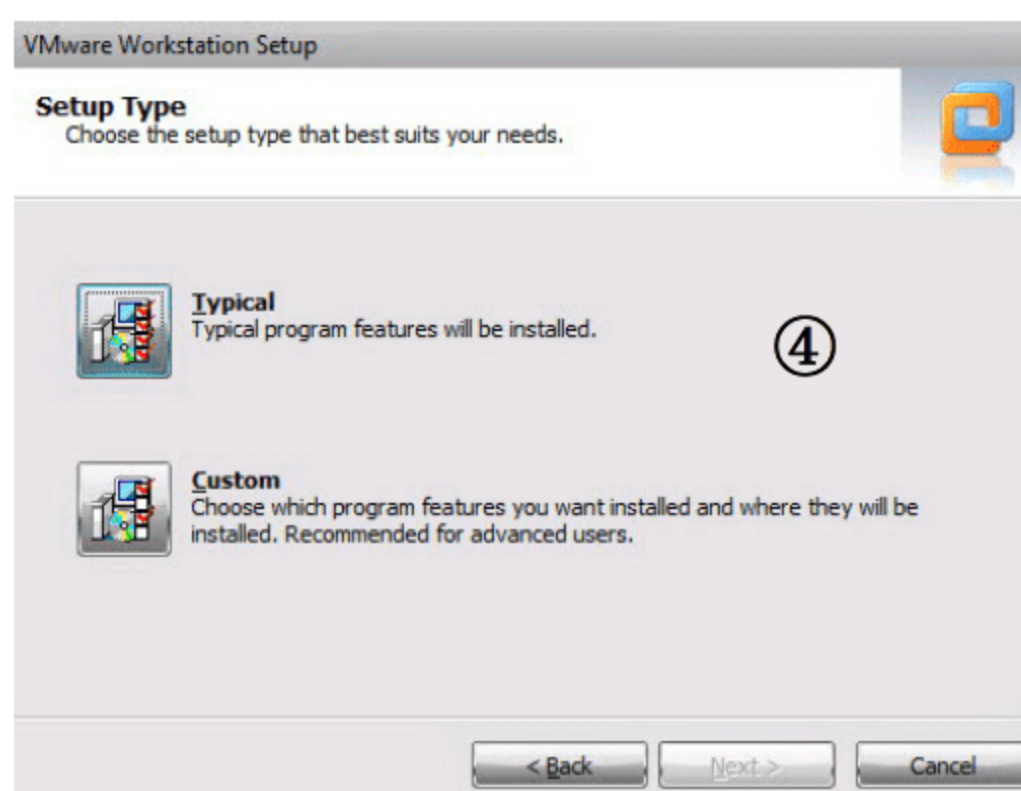 VMware Workstation Setup
Setup Type
Choose the setup type that best suits your needs.
Typical
Typical program features will be installed.
④
Custom
Choose which program features you want installed and where they will be
installed. Recommended for advanced users.
< Back Next > Cancel